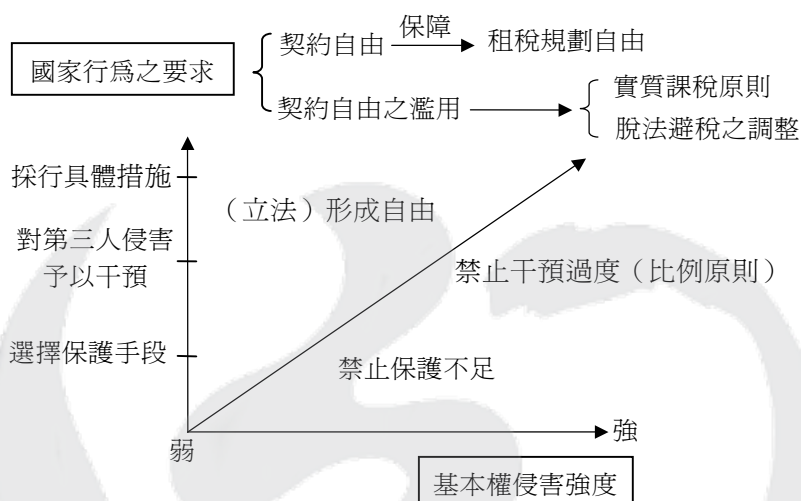 國家行爲之要求
契約自由
保障
租稅規劃自由
契約自由之濫用
實質課稅原則
脫法避稅之調整
採行具體措施
（立法）形成自由
對第三人侵害
予以干預
禁止干預過度（比例原則）
選擇保護手段
禁止保護不足
弱
強
基本權侵害強度